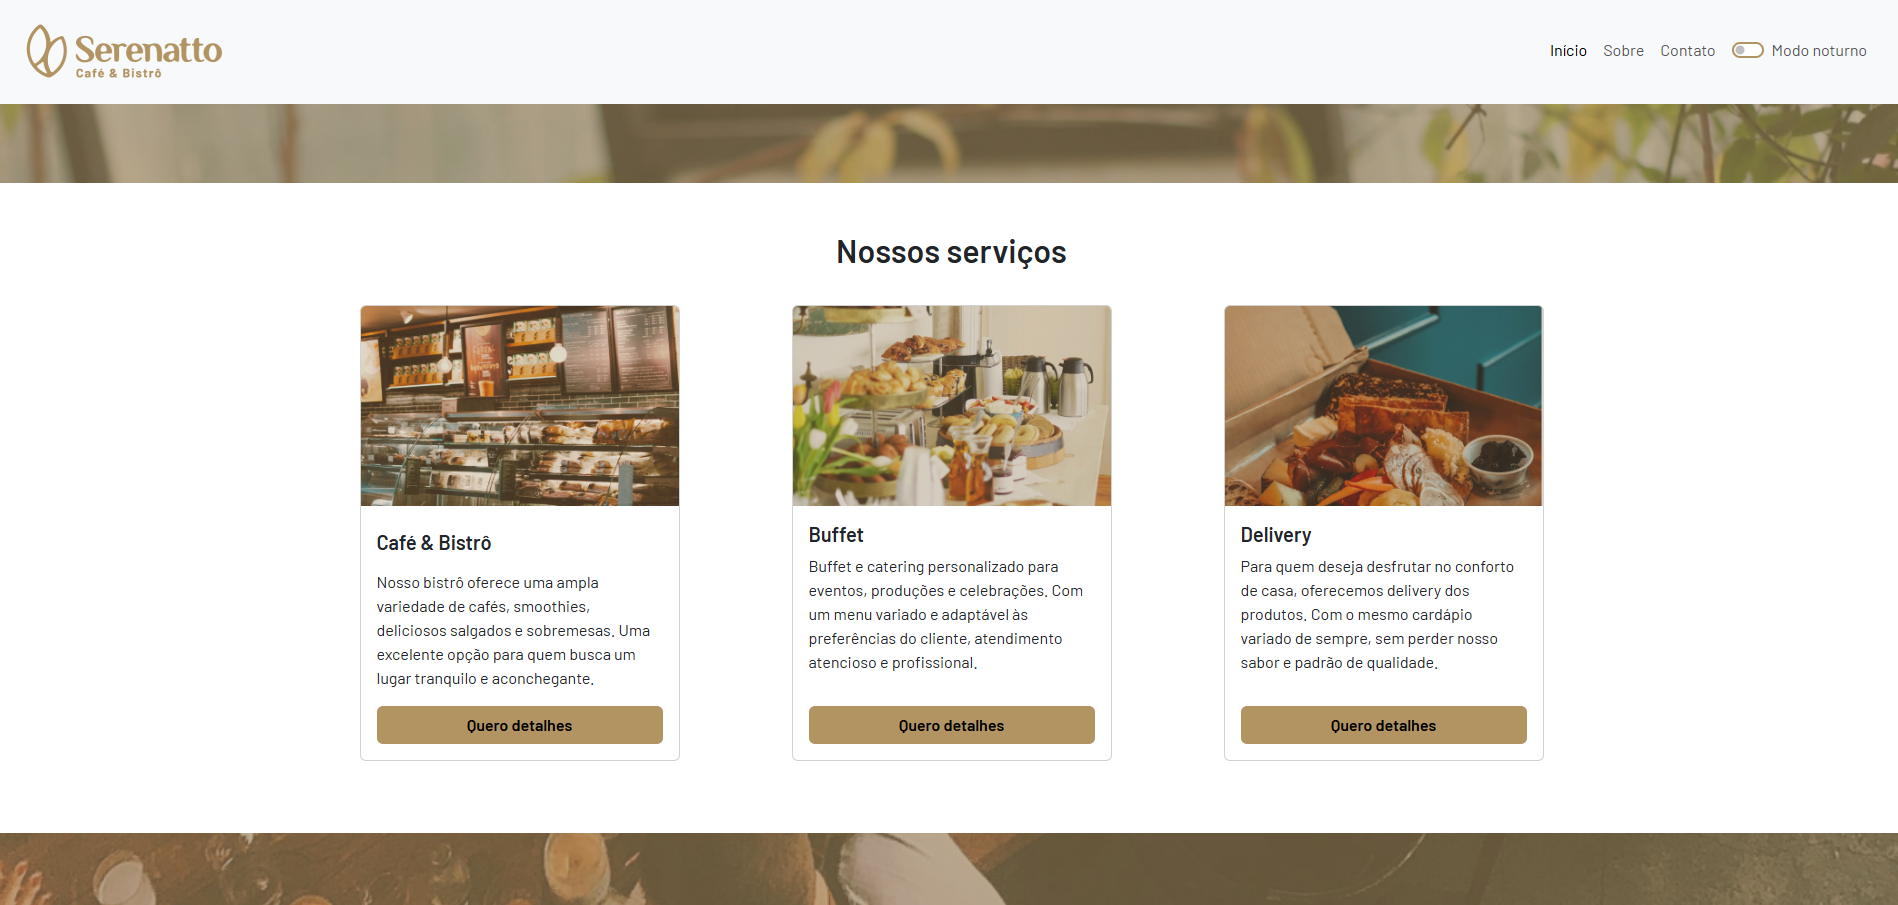 Serenatto
Café & Bistrô
Início Sobre Contato Modo noturno
Nossos serviços
Café & Bistrô
Nosso bistrô oferece uma ampla
variedade de cafés, smoothies,
deliciosos salgados e sobremesas. Uma
excelente opção para quem busca um
lugar tranquilo e aconchegante.
Quero detalhes
Buffet
Buffet e catering personalizado para
eventos, produções e celebrações. Com
um menu variado e adaptável às
preferências do cliente, atendimento
atencioso e profissional.
Quero detalhes
Delivery
Para quem deseja desfrutar no conforto
de casa, oferecemos delivery dos
produtos. Com o mesmo cardápio
variado de sempre, sem perder nosso
sabor e padrão de qualidade.
Quero detalhes